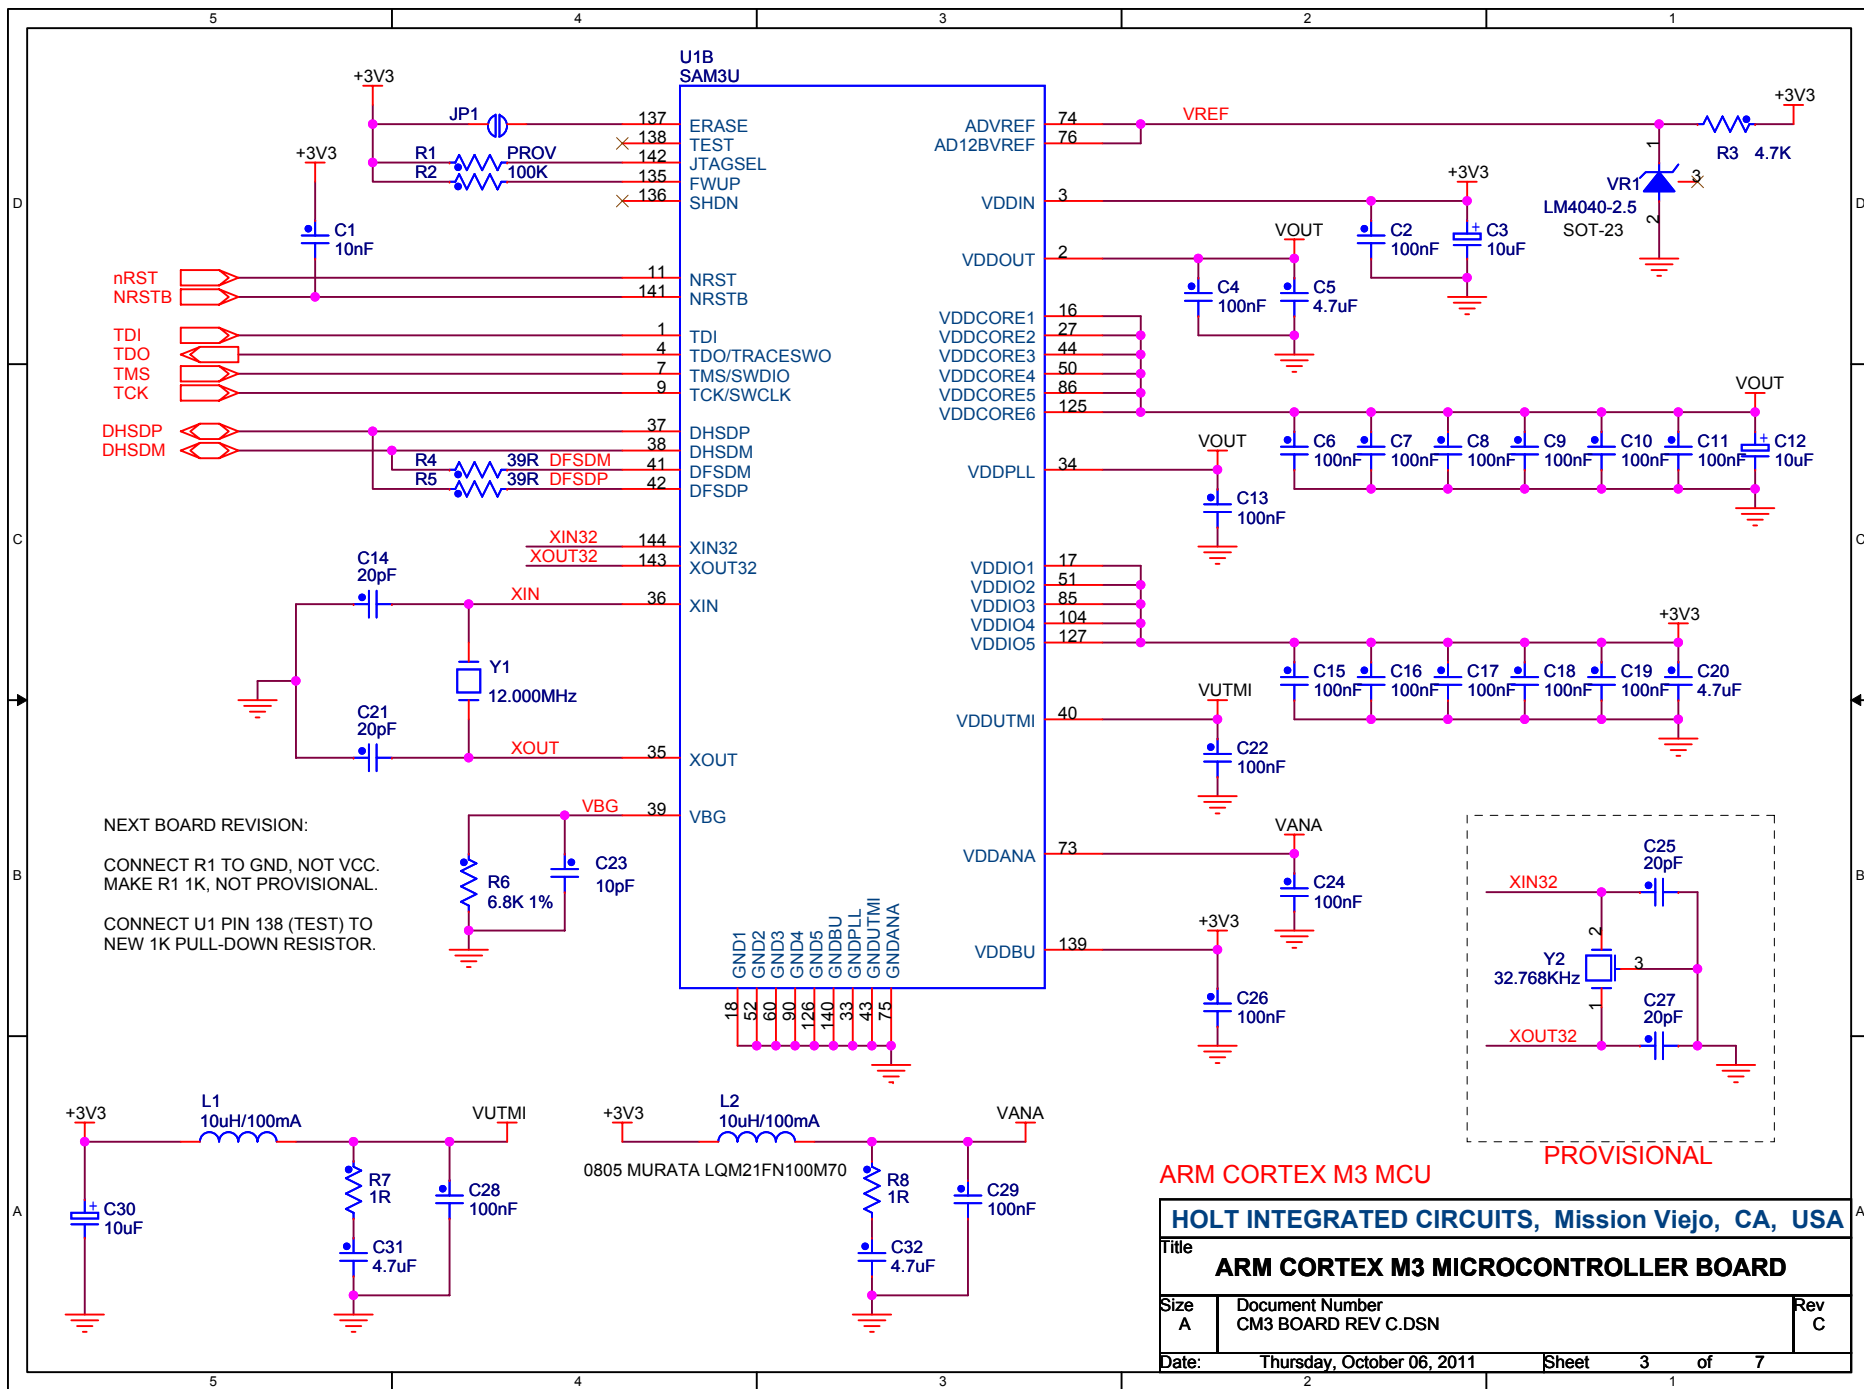 5 4 3 2 1
D
C
B
A
U1B
SAM3U
+3V3
JP1
R1 PROV
R2 100K
+3V3
C1
10nF
nRST
NRSTB
TDI
TDO
TMS
TCK
DHSDP
DHSDM
R4 39R DFSDM
R5 39R DFSDP
137 ERASE
138 TEST
142 JTAGSEL
135 FWUP
136 SHDN
11 NRST
141 NRSTB
1 TDI
4 TDO/TRACESWO
7 TMS/SWDIO
9 TCK/SWCLK
37 DHSDP
38 DHSDM
41 DFSDM
42 DFSDP
XIN32 144 XIN32
XOUT32 143 XOUT32
XIN 36 XIN
XOUT 35 XOUT
VBG 39 VBG
C14
20pF
Y1
12.000MHz
C21
20pF
R6
6.8K 1%
C23
10pF
NEXT BOARD REVISION:
CONNECT R1 TO GND, NOT VCC.
MAKE R1 1K, NOT PROVISIONAL.
CONNECT U1 PIN 138 (TEST) TO
NEW 1K PULL-DOWN RESISTOR.
GND1 18
GND2 52
GND3 60
GND4 90
GND5 126
GNDBU 140
GNDPLL 33
GNDUTMI 43
GNDANA 75
ADVREF 74 VREF
AD12BVREF 76
VDDIN 3
VDDOUT 2
VDDCORE1 16
VDDCORE2 27
VDDCORE3 44
VDDCORE4 50
VDDCORE5 86
VDDCORE6 125
VDDPLL 34
VDDIO1 17
VDDIO2 51
VDDIO3 85
VDDIO4 104
VDDIO5 127
VDDUTMI 40
VDDANA 73
VDDBU 139
+3V3
R3 4.7K
1
VR1 3
2
LM4040-2.5
SOT-23
+3V3
C2
100nF
C3
10uF
VOUT
C4
100nF
C5
4.7uF
VOUT
C6
100nF
C7
100nF
C8
100nF
C9
100nF
C10
100nF
C11
100nF
C12
10uF
VOUT
C13
100nF
+3V3
C15
100nF
C16
100nF
C17
100nF
C18
100nF
C19
100nF
C20
4.7uF
VUTMI
C22
100nF
VANA
C24
100nF
+3V3
C26
100nF
XIN32
C25
20pF
2
Y2 3
32.768KHz
1
XOUT32
C27
20pF
PROVISIONAL
+3V3
L1
10uH/100mA
VUTMI
C30
10uF
R7
1R
C28
100nF
C31
4.7uF
+3V3
L2
10uH/100mA
VANA
0805 MURATA LQM21FN100M70
R8
1R
C29
100nF
C32
4.7uF
ARM CORTEX M3 MCU
HOLT INTEGRATED CIRCUITS, Mission Viejo, CA, USA
Title
ARM CORTEX M3 MICROCONTROLLER BOARD
Size Document Number Rev
A CM3 BOARD REV C.DSN C
Date: Thursday, October 06, 2011 Sheet 3 of 7
D
C
B
A
5 4 3 2 1